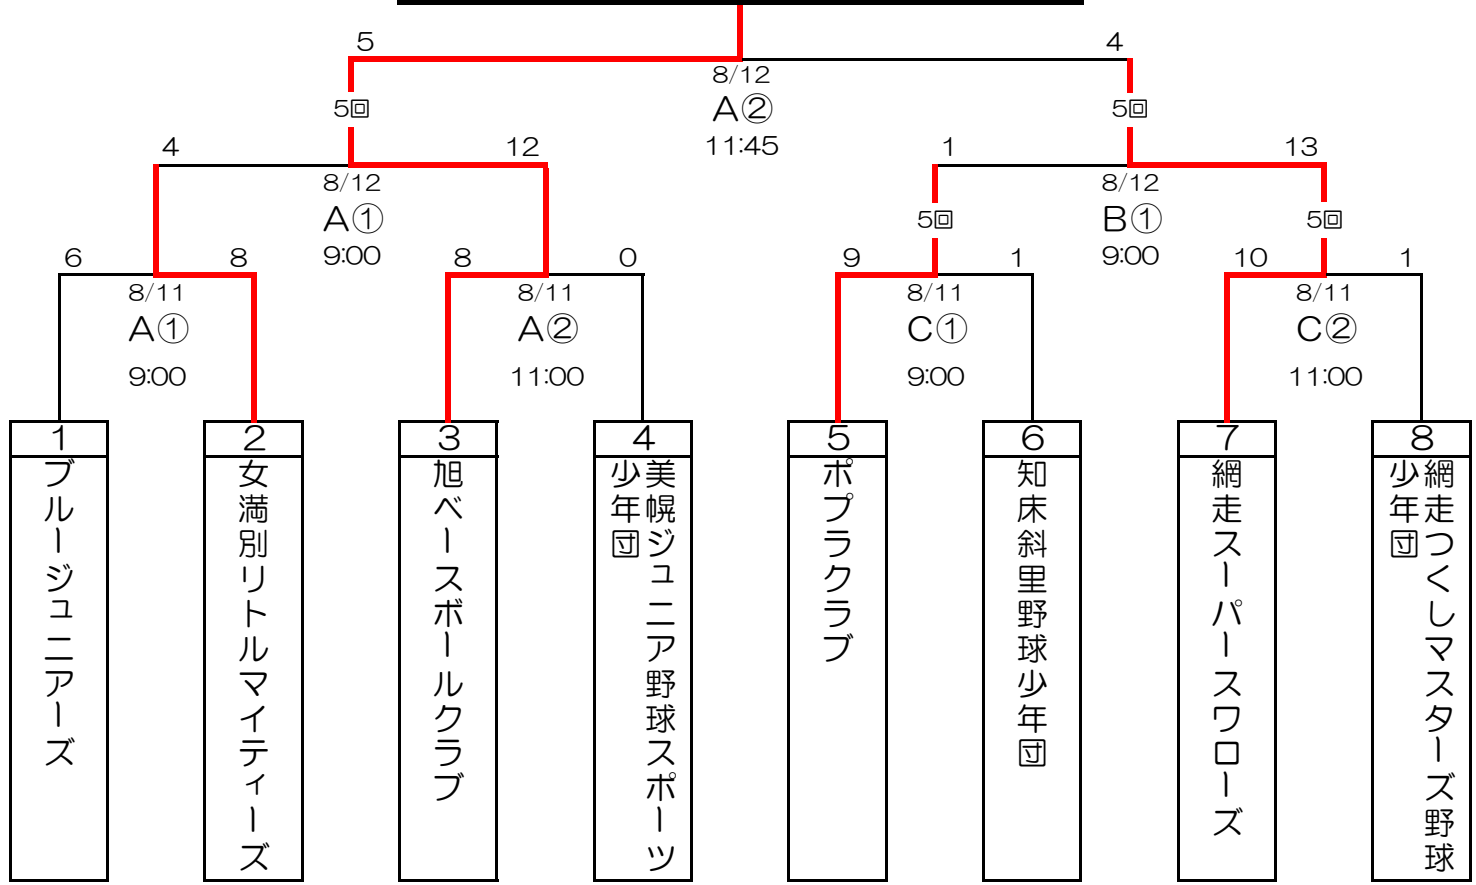 5
4
8/12
A②
11:45
5回
5回
4
12
1
13
8/12
A①
9:00
8/12
B①
9:00
5回
5回
6
8
8
0
9
1
10
1
8/11
A①
9:00
8/11
A②
11:00
8/11
C①
9:00
8/11
C②
11:00
1
ブルージュニアーズ
2
女満別リトルマイティーズ
3
旭ベースボールクラブ
4
美幌ジュニア野球スポーツ
少年団
5
ポプラクラブ
6
知床斜里野球少年団
7
網走スーパースワローズ
8
網走つくしマスターズ野球
少年団